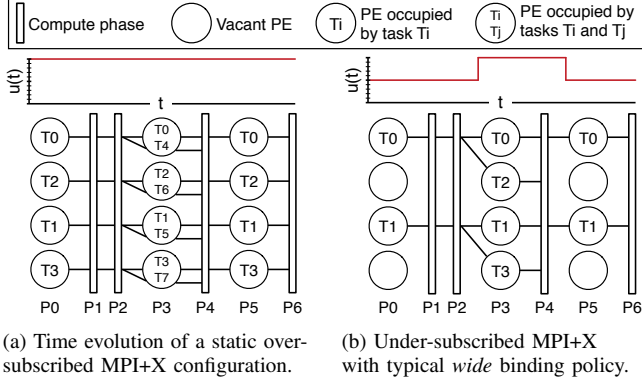 Compute phase
Vacant PE
Ti
PE occupied
by task Ti
Ti
Tj
PE occupied by
tasks Ti and Tj
u(t)
t
T0
T0
T4
T0
T2
T2
T6
T2
T1
T1
T5
T1
T3
T3
T7
T3
P0 P1 P2 P3 P4 P5 P6
(a) Time evolution of a static over-
subscribed MPI+X configuration.
u(t)
t
T0
T0
T0
T2
T1
T1
T1
T3
P0 P1 P2 P3 P4 P5 P6
(b) Under-subscribed MPI+X
with typical wide binding policy.